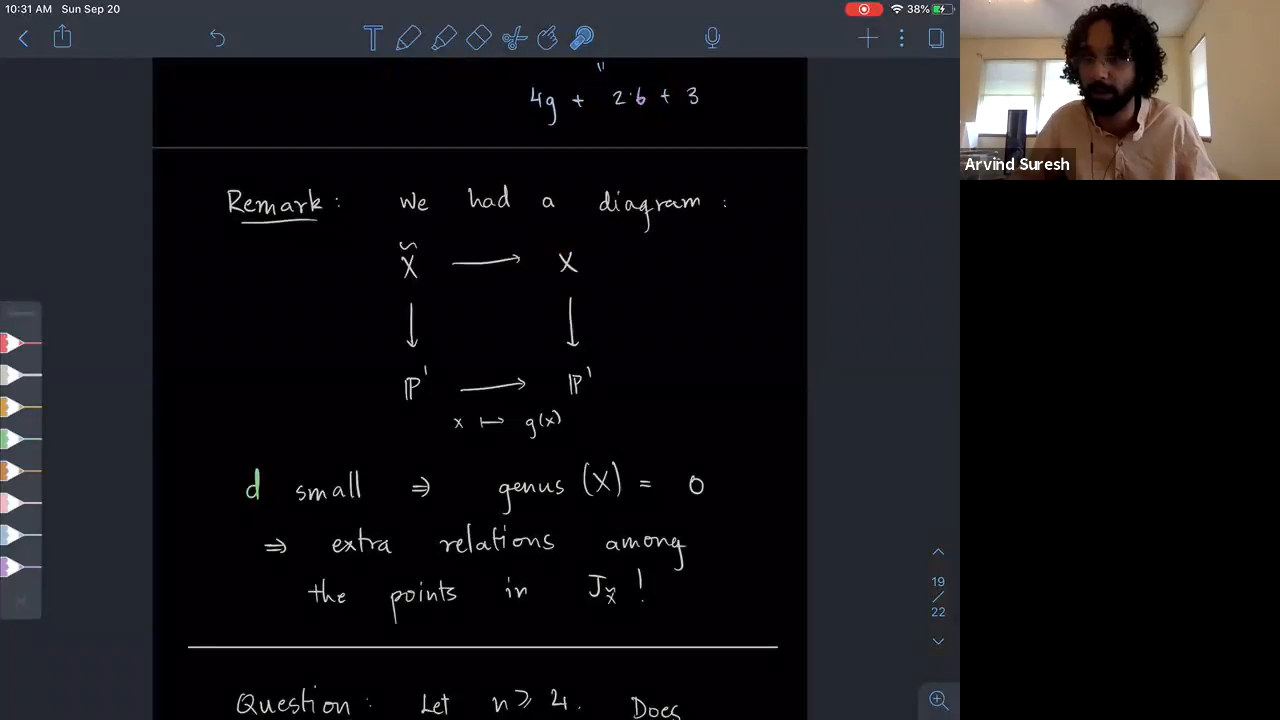 10:31 AM Sun Sep 20
38%
"
4g + 2·b + 3
Arvind Suresh
Remark: We had a diagram:
X̃ ⟶ X
↓ ↓
ℙ¹ ⟶ ℙ¹
x ↦ g(x)
d small ⇒ genus (X) = 0
⇒ extra relations among
the points in J_X̃ !
19
/
22
Question: Let n ⩾ 4. Does